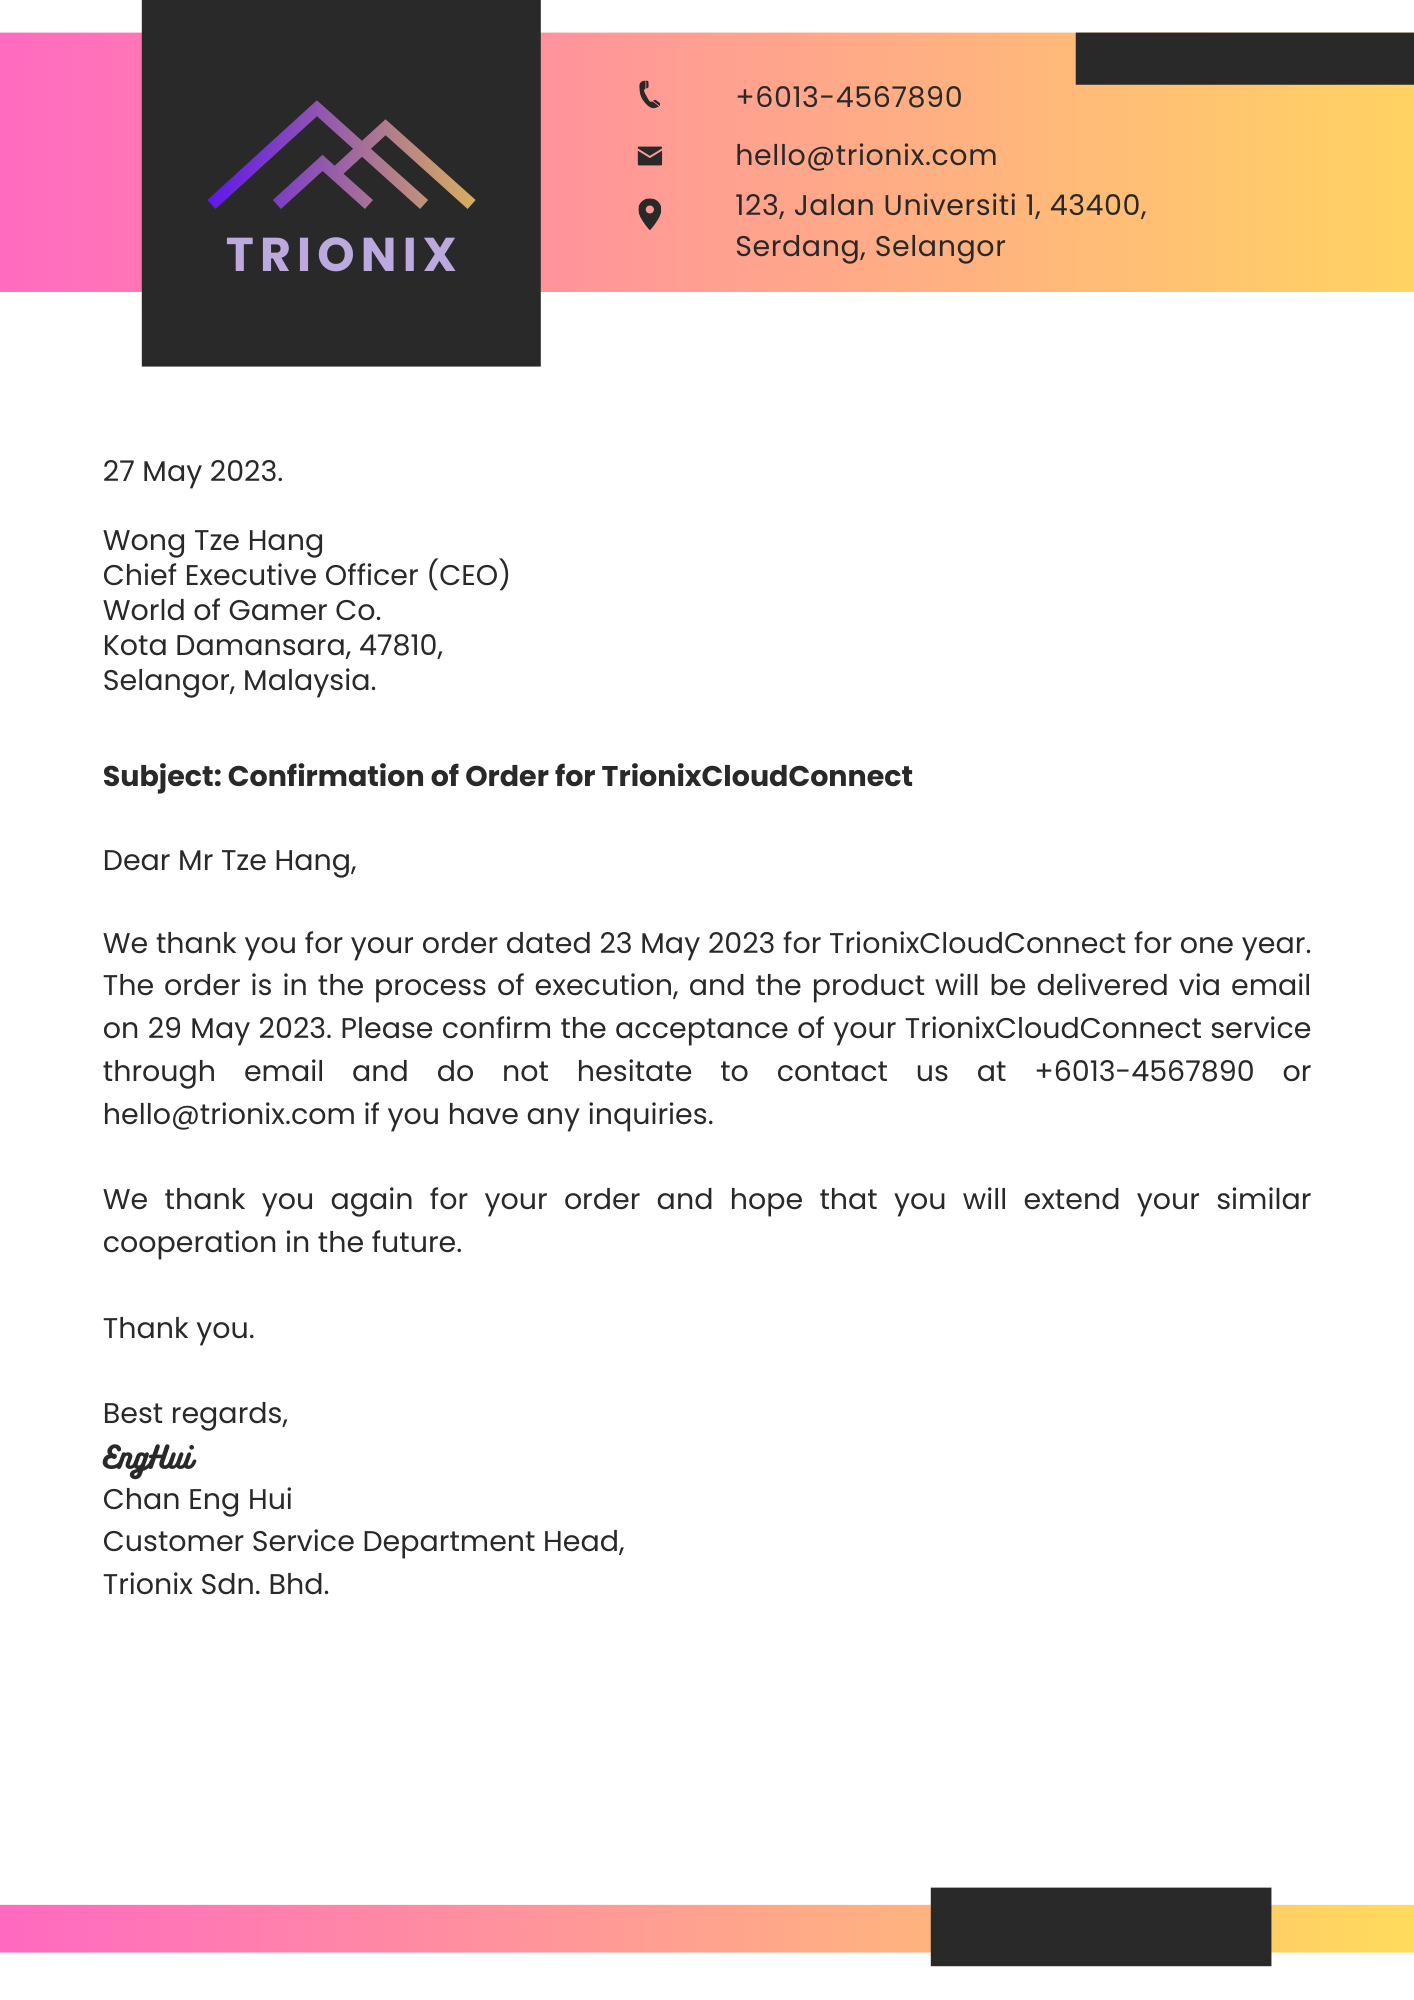 TRIONIX
+6013-4567890
hello@trionix.com
123, Jalan Universiti 1, 43400,
Serdang, Selangor
27 May 2023.
Wong Tze Hang
Chief Executive Officer (CEO)
World of Gamer Co.
Kota Damansara, 47810,
Selangor, Malaysia.
Subject: Confirmation of Order for TrionixCloudConnect
Dear Mr Tze Hang,
We thank you for your order dated 23 May 2023 for TrionixCloudConnect for one year.
The order is in the process of execution, and the product will be delivered via email
on 29 May 2023. Please confirm the acceptance of your TrionixCloudConnect service
through email and do not hesitate to contact us at +6013-4567890 or
hello@trionix.com if you have any inquiries.
We thank you again for your order and hope that you will extend your similar
cooperation in the future.
Thank you.
Best regards,
EngHui
Chan Eng Hui
Customer Service Department Head,
Trionix Sdn. Bhd.